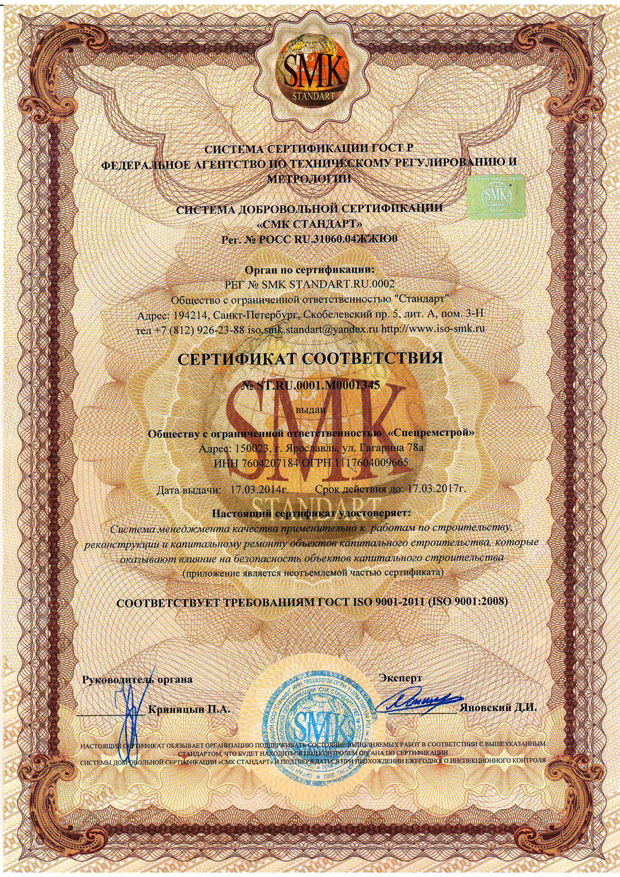 SMK
STANDART
СИСТЕМА СЕРТИФИКАЦИИ ГОСТ Р
ФЕДЕРАЛЬНОЕ АГЕНТСТВО ПО ТЕХНИЧЕСКОМУ РЕГУЛИРОВАНИЮ И
МЕТРОЛОГИИ
SMK
СИСТЕМА ДОБРОВОЛЬНОЙ СЕРТИФИКАЦИИ
«СМК СТАНДАРТ»
Рег. № РОСС RU.31060.04ЖЖЮ0
Орган по сертификации:
РЕГ № SMK STANDART.RU.0002
Общество с ограниченной ответственностью "Стандарт"
Адрес: 194214, Санкт-Петербург, Скобелевский пр. 5, лит. А, пом. 3-Н
тел +7 (812) 926-23-88 iso,smk.standart@yandex.ru http://www.iso-smk.ru
СЕРТИФИКАТ СООТВЕТСТВИЯ
№ ST.RU.0001.M0001345
выдан
Обществу с ограниченной ответственностью «Спецремстрой»
Адрес: 150023, г. Ярославль, ул. Гагарина 78а
ИНН 7604207184 ОГРН 1117604009665
SMK
STANDART
Дата выдачи: 17.03.2014г. Срок действия до: 17.03.2017г.
Настоящий сертификат удостоверяет:
Система менеджмента качества применительно к работам по строительству,
реконструкции и капитальному ремонту объектов капитального строительства, которые
оказывают влияние на безопасность объектов капитального строительства
(приложение является неотъемлемой частью сертификата)
СООТВЕТСТВУЕТ ТРЕБОВАНИЯМ ГОСТ ISO 9001-2011 (ISO 9001:2008)
Руководитель органа Эксперт
Криницын П.А. Яновский Д.И.
SMK
НАСТОЯЩИЙ СЕРТИФИКАТ ОБЯЗЫВАЕТ ОРГАНИЗАЦИЮ ПОДДЕРЖИВАТЬ СОСТОЯНИЕ ВЫПОЛНЯЕМЫХ РАБОТ В СООТВЕТСТВИИ С ВЫШЕУКАЗАННЫМ
СТАНДАРТОМ, ЧТО БУДЕТ НАХОДИТЬСЯ ПОД КОНТРОЛЕМ ОРГАНА ПО СЕРТИФИКАЦИИ
СИСТЕМЫ ДОБРОВОЛЬНОЙ СЕРТИФИКАЦИИ «СМК СТАНДАРТ» И ПОДТВЕРЖДАТЬСЯ ПРИ ПРОХОЖДЕНИИ ЕЖЕГОДНОГО ИНСПЕКЦИОННОГО КОНТРОЛЯ